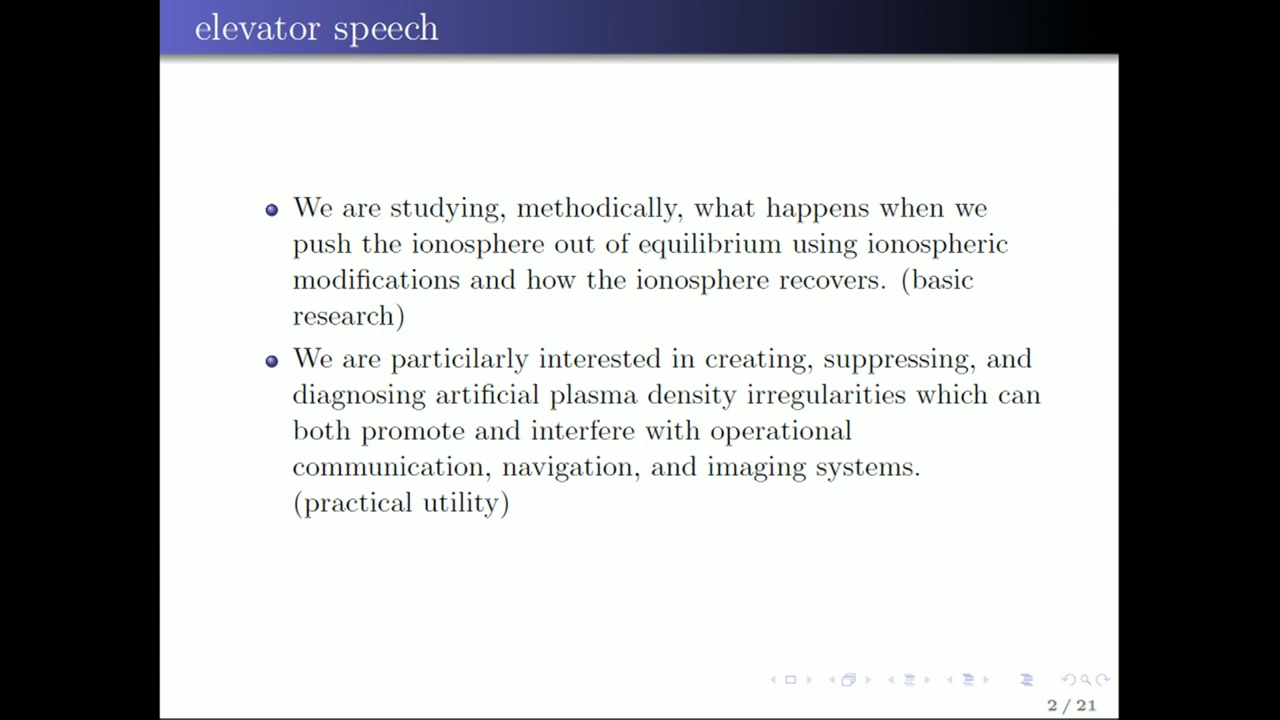 elevator speech
We are studying, methodically, what happens when we
push the ionosphere out of equilibrium using ionospheric
modifications and how the ionosphere recovers. (basic
research)
We are particilarly interested in creating, suppressing, and
diagnosing artificial plasma density irregularities which can
both promote and interfere with operational
communication, navigation, and imaging systems.
(practical utility)
2 / 21